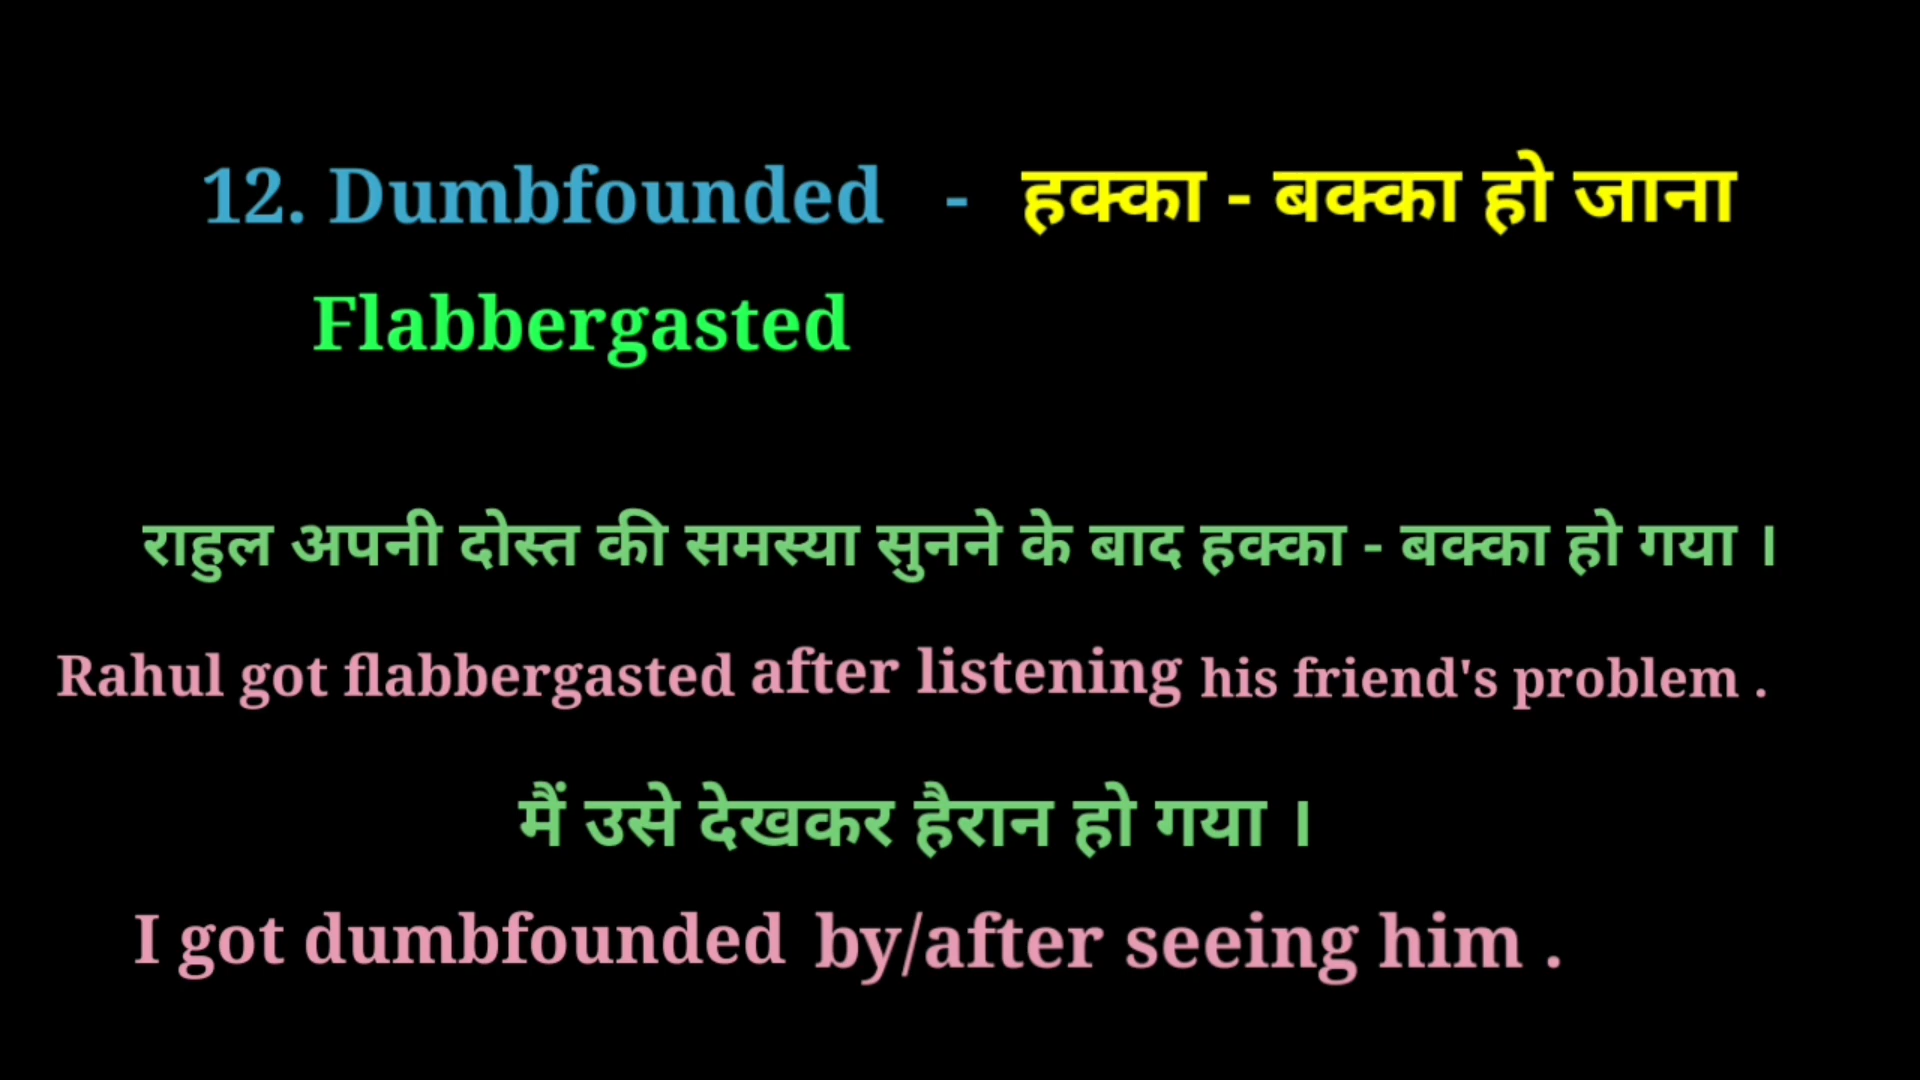 12. Dumbfounded - हक्का - बक्का हो जाना
Flabbergasted
राहुल अपनी दोस्त की समस्या सुनने के बाद हक्का - बक्का हो गया ।
Rahul got flabbergasted after listening his friend's problem .
मैं उसे देखकर हैरान हो गया ।
I got dumbfounded by/after seeing him .